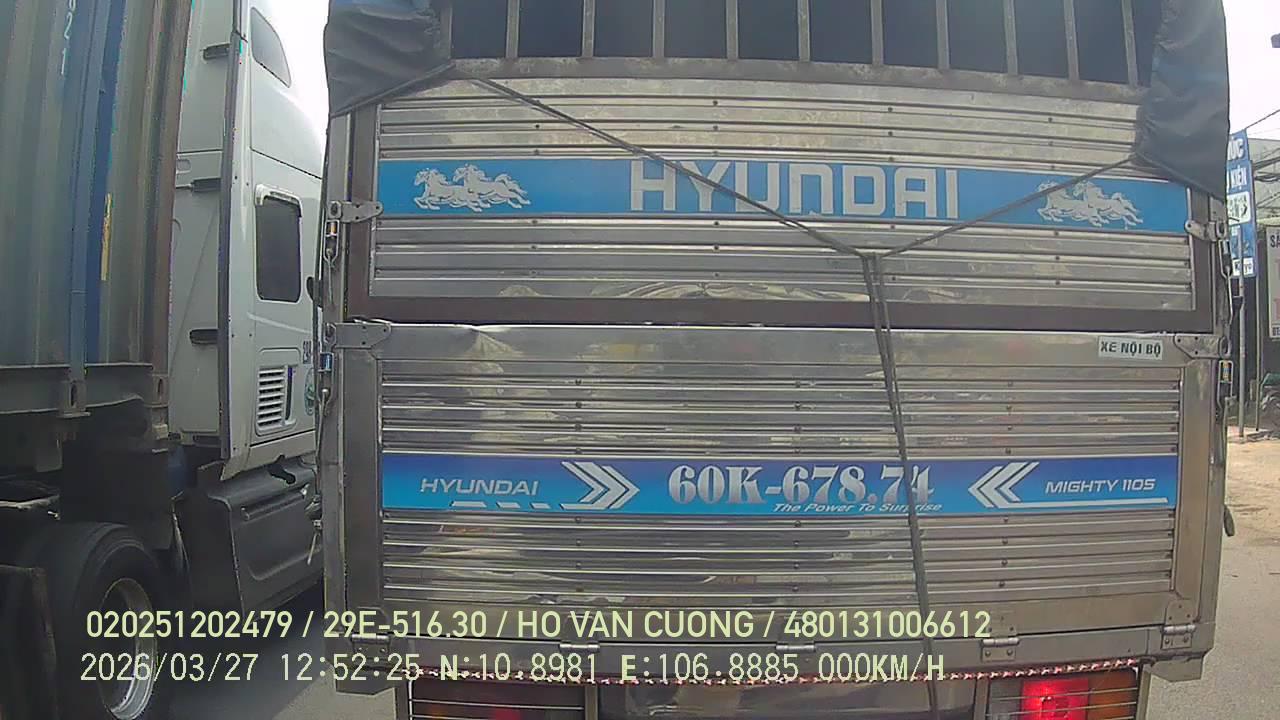 HYUNDAI
XE NỘI BỘ
HYUNDAI
60K-678.74
The Power To Surprise
MIGHTY 110S
020251202479 / 29E-516.30 / HO VAN CUONG / 480131006612
2026/03/27 12:52:25 N:10.8981 E:106.8885 000KM/H